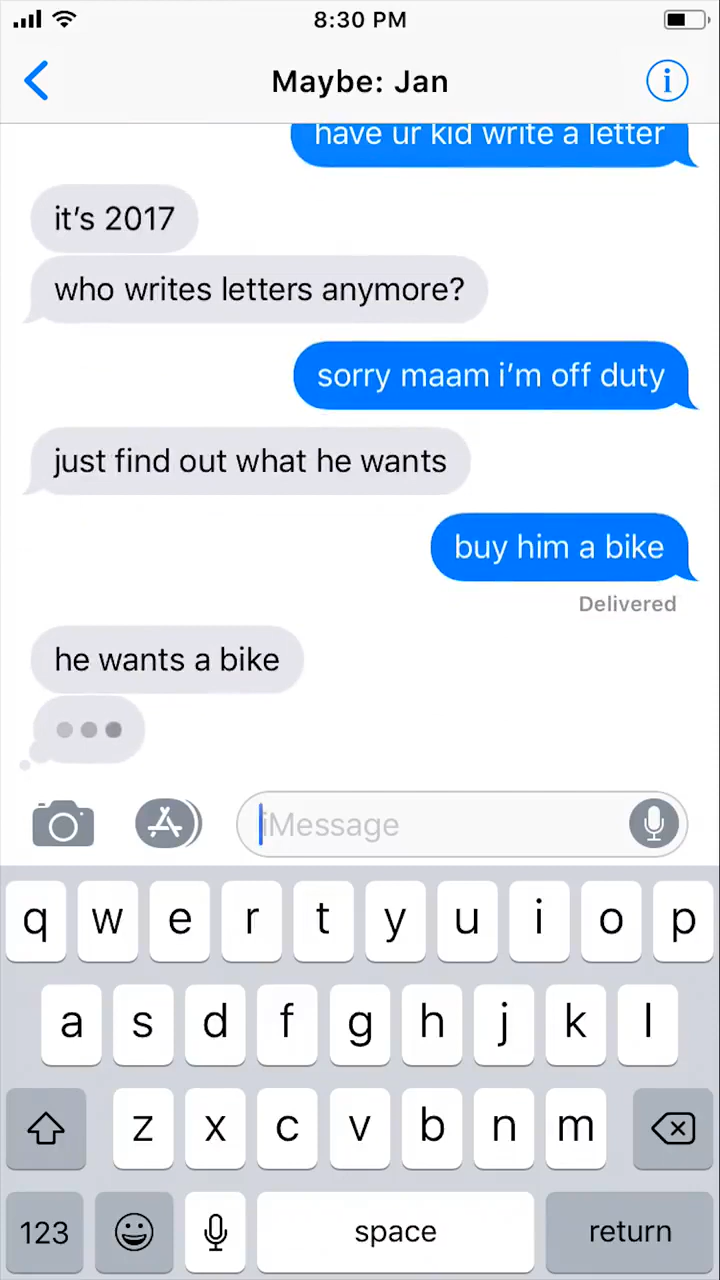 8:30 PM
Maybe: Jan
have ur kid write a letter
it’s 2017
who writes letters anymore?
sorry maam i’m off duty
just find out what he wants
buy him a bike
Delivered
he wants a bike
iMessage
q w e r t y u i o p
a s d f g h j k l
z x c v b n m
123 space return